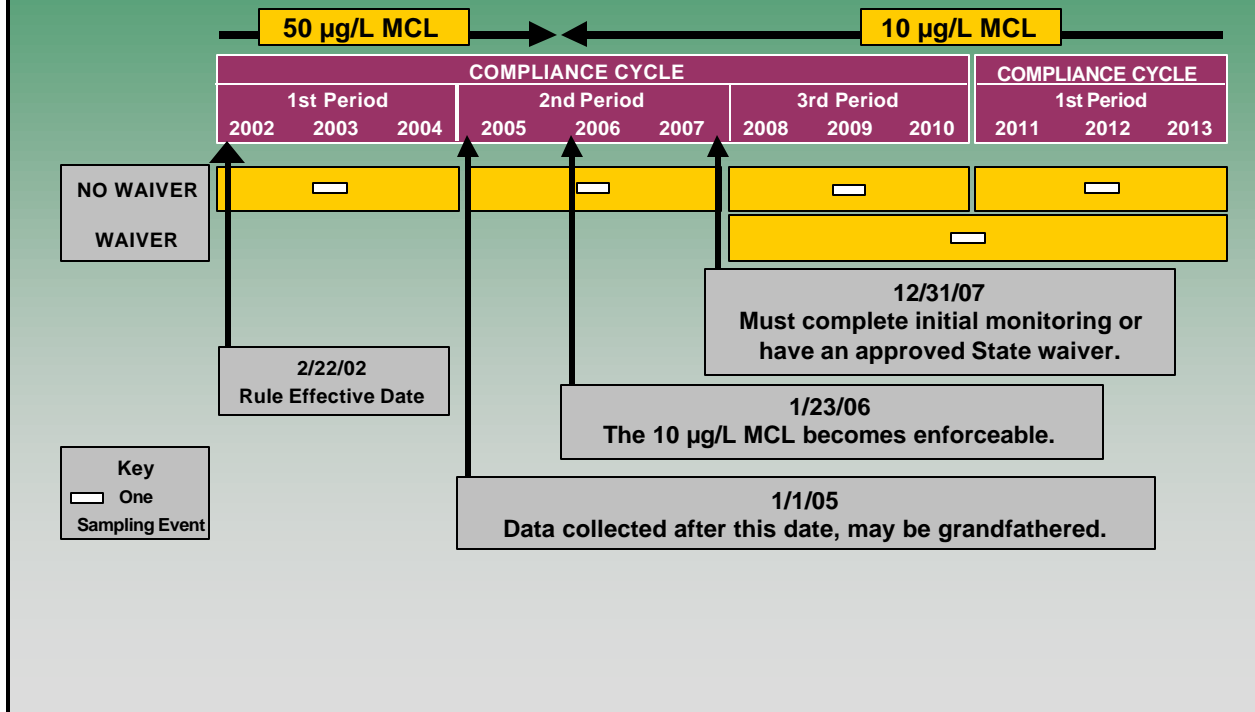 50 µg/L MCL
10 µg/L MCL
COMPLIANCE CYCLE
COMPLIANCE CYCLE
1st Period
2nd Period
3rd Period
1st Period
2002 2003 2004 2005 2006 2007 2008 2009 2010 2011 2012 2013
NO WAIVER
WAIVER
12/31/07
Must complete initial monitoring or
have an approved State waiver.
2/22/02
Rule Effective Date
1/23/06
The 10 µg/L MCL becomes enforceable.
Key
One
Sampling Event
1/1/05
Data collected after this date, may be grandfathered.